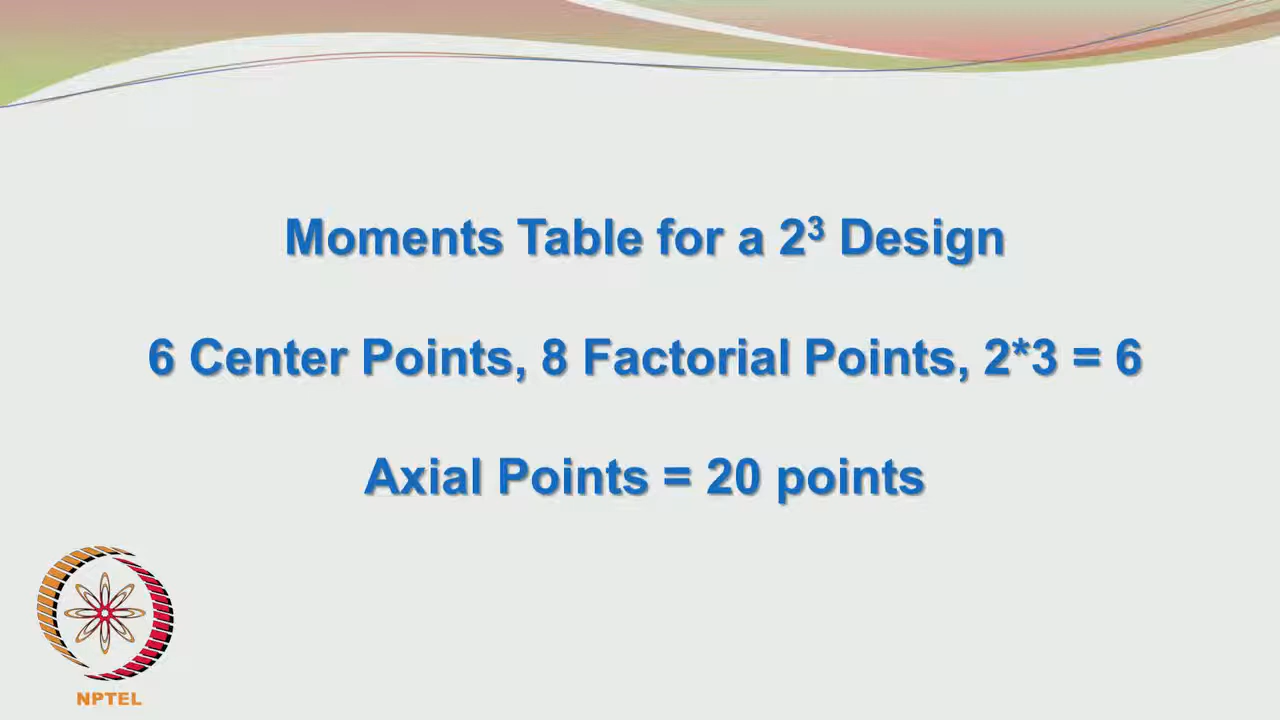 Moments Table for a 2³ Design
6 Center Points, 8 Factorial Points, 2*3 = 6
Axial Points = 20 points
NPTEL